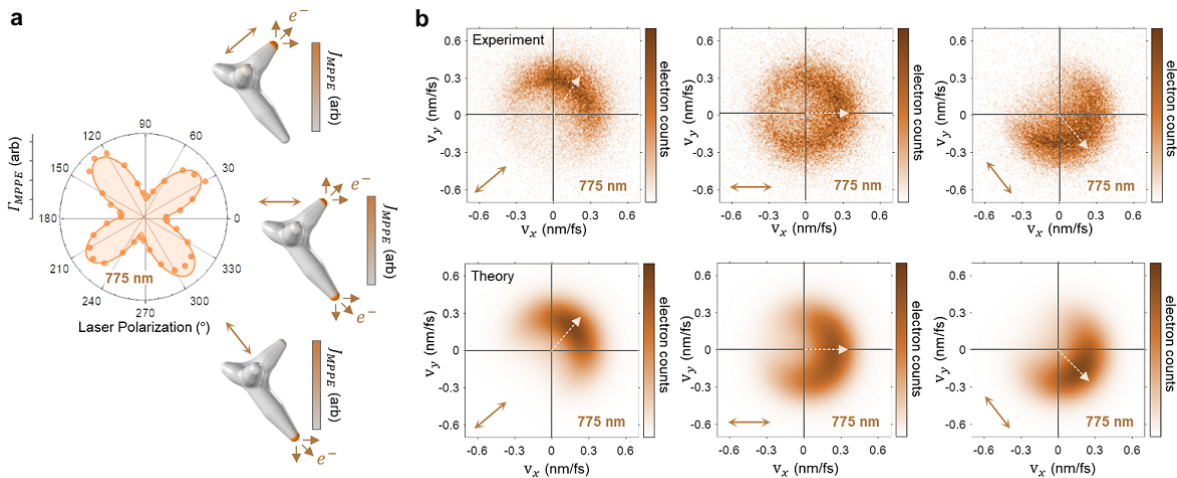 a
e⁻
J_MPPE (arb)
Γ_MPPE (arb)
90
120
60
150
30
180
0
210
330
240
300
270
775 nm
Laser Polarization (°)
e⁻
e⁻
J_MPPE (arb)
J_MPPE (arb)
e⁻
b
Experiment
0.6
0.3
0
-0.3
-0.6
v_y (nm/fs)
775 nm
-0.6 -0.3 0 0.3 0.6
v_x (nm/fs)
electron counts
0.6
0.3
0
-0.3
-0.6
v_y (nm/fs)
775 nm
-0.6 -0.3 0 0.3 0.6
v_x (nm/fs)
electron counts
0.6
0.3
0
-0.3
-0.6
v_y (nm/fs)
775 nm
-0.6 -0.3 0 0.3 0.6
v_x (nm/fs)
electron counts
Theory
0.6
0.3
0
-0.3
-0.6
v_y (nm/fs)
775 nm
-0.6 -0.3 0 0.3 0.6
v_x (nm/fs)
electron counts
0.6
0.3
0
-0.3
-0.6
v_y (nm/fs)
775 nm
-0.6 -0.3 0 0.3 0.6
v_x (nm/fs)
electron counts
0.6
0.3
0
-0.3
-0.6
v_y (nm/fs)
775 nm
-0.6 -0.3 0 0.3 0.6
v_x (nm/fs)
electron counts